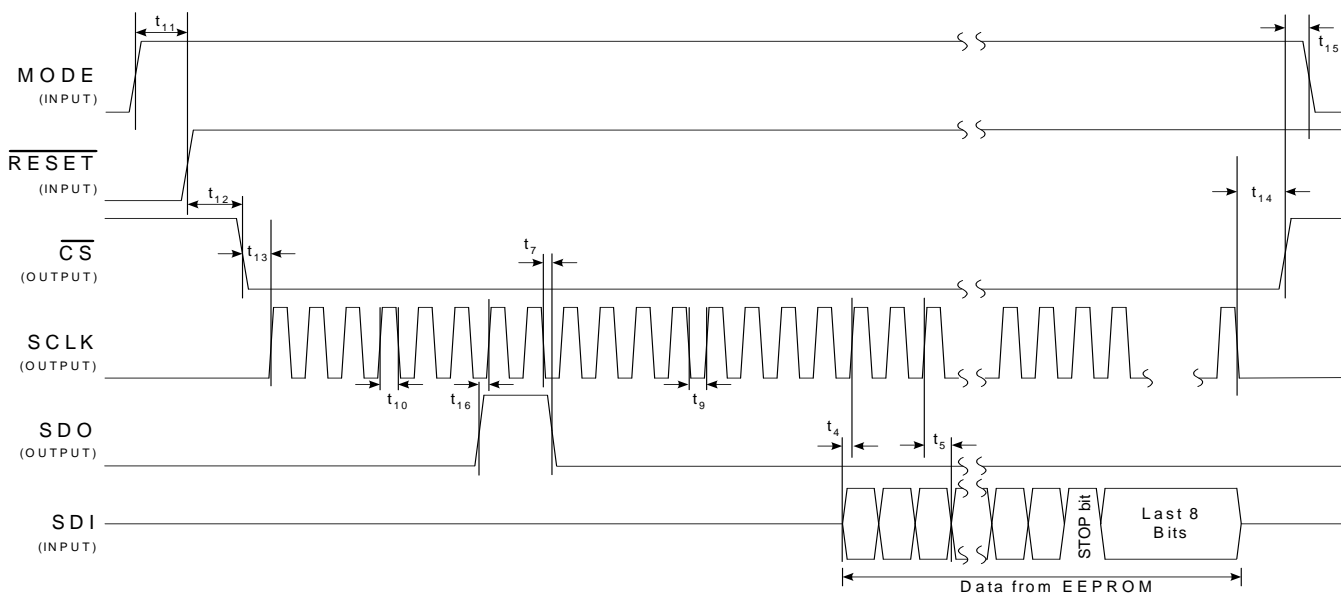 t11
t15
MODE
(INPUT)
RESET
(INPUT)
t12
t14
CS
(OUTPUT)
t13
t7
SCLK
(OUTPUT)
t10
t16
t9
SDO
(OUTPUT)
t4
t5
SDI
(INPUT)
STOP bit
Last 8
Bits
Data from EEPROM